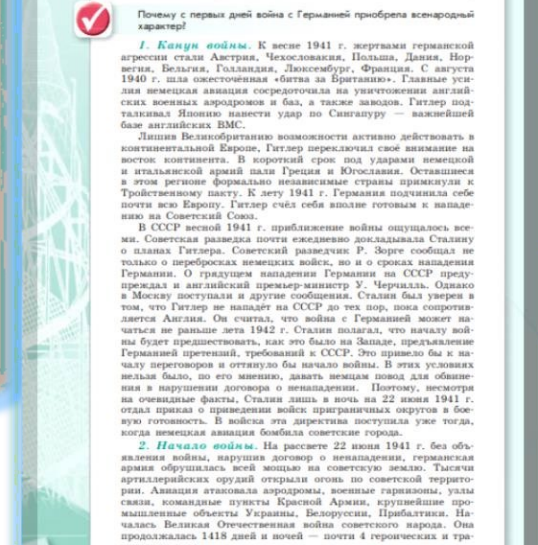 Почему с первых дней война с Германией приобрела всенародный
характер?
1. Канун войны. К весне 1941 г. жертвами германской
агрессии стали Австрия, Чехословакия, Польша, Дания, Нор-
вегия, Бельгия, Голландия, Люксембург, Франция. С августа
1940 г. шла ожесточённая «битва за Британию». Главные уси-
лия немецкая авиация сосредоточила на уничтожении англий-
ских военных аэродромов и баз, а также заводов. Гитлер под-
талкивал Японию нанести удар по Сингапуру — важнейшей
базе английских ВМС.
Лишив Великобританию возможности активно действовать в
континентальной Европе, Гитлер переключил своё внимание на
восток континента. В короткий срок под ударами немецкой
и итальянской армий пали Греция и Югославия. Оставшиеся
в этом регионе формально независимые страны примкнули к
Тройственному пакту. К лету 1941 г. Германия подчинила себе
почти всю Европу. Гитлер счёл себя вполне готовым к нападе-
нию на Советский Союз.
В СССР весной 1941 г. приближение войны ощущалось все-
ми. Советская разведка почти ежедневно докладывала Сталину
о планах Гитлера. Советский разведчик Р. Зорге сообщал не
только о перебросках немецких войск, но и о сроках нападения
Германии. О грядущем нападении Германии на СССР преду-
преждал и английский премьер-министр У. Черчилль. Однако
в Москву поступали и другие сообщения. Сталин был уверен в
том, что Гитлер не нападёт на СССР до тех пор, пока сопротив-
ляется Англия. Он считал, что война с Германией может на-
чаться не раньше лета 1942 г. Сталин полагал, что началу вой-
ны будет предшествовать, как это было на Западе, предъявление
Германией претензий, требований к СССР. Это привело бы к на-
чалу переговоров и оттянуло бы начало войны. В этих условиях
нельзя было, по его мнению, давать немцам повод для обвине-
ния в нарушении договора о ненападении. Поэтому, несмотря
на очевидные факты, Сталин лишь в ночь на 22 июня 1941 г.
отдал приказ о приведении войск приграничных округов в бое-
вую готовность. В войска эта директива поступила уже тогда,
когда немецкая авиация бомбила советские города.
2. Начало войны. На рассвете 22 июня 1941 г. без объ-
явления войны, нарушив договор о ненападении, германская
армия обрушилась всей мощью на советскую землю. Тысячи
артиллерийских орудий открыли огонь по советской террито-
рии. Авиация атаковала аэродромы, военные гарнизоны, узлы
связи, командные пункты Красной Армии, крупнейшие про-
мышленные объекты Украины, Белоруссии, Прибалтики. На-
чалась Великая Отечественная война советского народа. Она
продолжалась 1418 дней и ночей — почти 4 героических и тра-